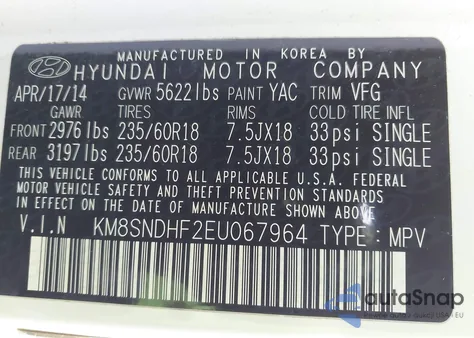 MANUFACTURED IN KOREA BY
HYUNDAI MOTOR COMPANY
APR/17/14 GVWR 5622lbs PAINT YAC TRIM VFG
GAWR TIRES RIMS COLD TIRE INFL
FRONT 2976lbs 235/60R18 7.5JX18 33psi SINGLE
REAR 3197lbs 235/60R18 7.5JX18 33psi SINGLE
THIS VEHICLE CONFORMS TO ALL APPLICABLE U.S.A. FEDERAL
MOTOR VEHICLE SAFETY AND THEFT PREVENTION STANDARDS
IN EFFECT ON THE DATE OF MANUFACTURE SHOWN ABOVE.
V.I.N KM8SNDHF2EU067964 TYPE : MPV
autoSnap